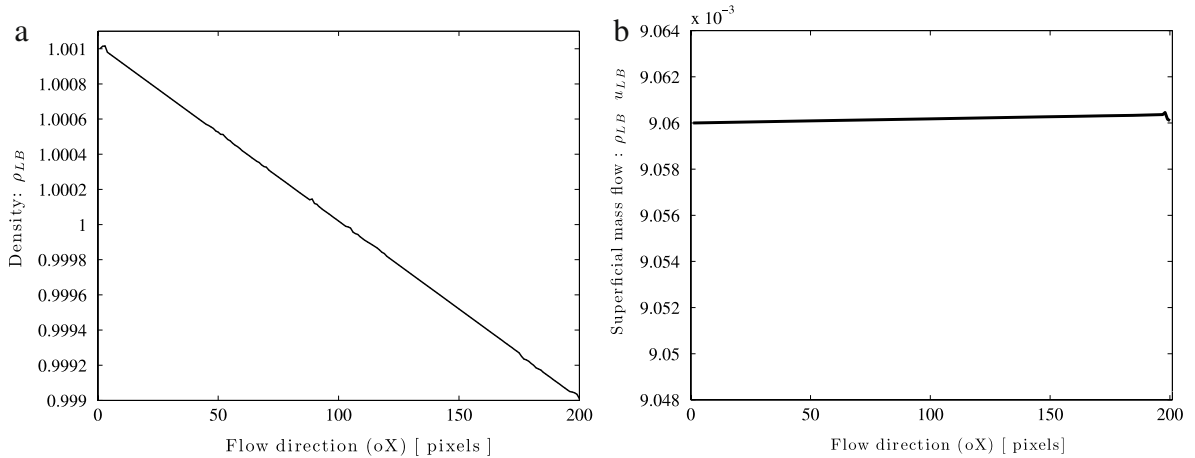 a
1.001
1.0008
1.0006
1.0004
1.0002
1
0.9998
0.9996
0.9994
0.9992
0.999
Density: ρLB
0 50 100 150 200
Flow direction (oX) [ pixels ]
b
x 10⁻³
9.064
9.062
9.06
9.058
9.056
9.054
9.052
9.05
9.048
Superficial mass flow : ρLB uLB
0 50 100 150 200
Flow direction (oX) [ pixels]